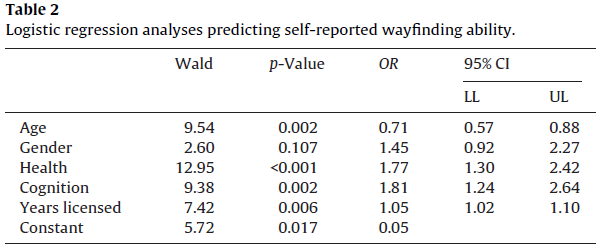 Table 2
Logistic regression analyses predicting self-reported wayfinding ability.
Wald p-Value OR 95% CI
LL UL
Age 9.54 0.002 0.71 0.57 0.88
Gender 2.60 0.107 1.45 0.92 2.27
Health 12.95 <0.001 1.77 1.30 2.42
Cognition 9.38 0.002 1.81 1.24 2.64
Years licensed 7.42 0.006 1.05 1.02 1.10
Constant 5.72 0.017 0.05